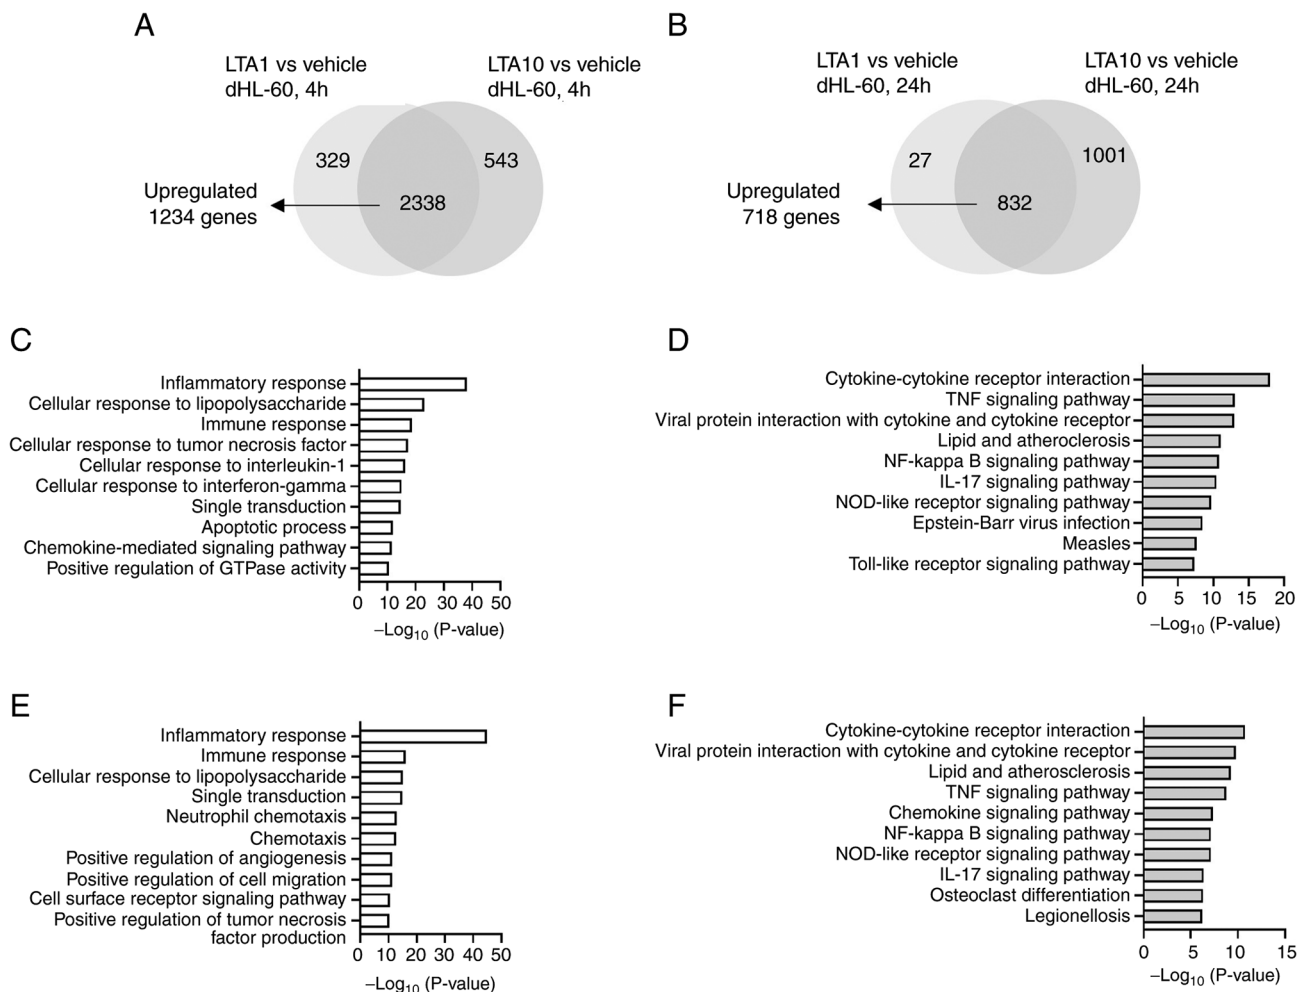 A
LTA1 vs vehicle
dHL-60, 4h
LTA10 vs vehicle
dHL-60, 4h
329
543
2338
Upregulated
1234 genes
B
LTA1 vs vehicle
dHL-60, 24h
LTA10 vs vehicle
dHL-60, 24h
27
1001
832
Upregulated
718 genes
C
Inflammatory response
Cellular response to lipopolysaccharide
Immune response
Cellular response to tumor necrosis factor
Cellular response to interleukin-1
Cellular response to interferon-gamma
Single transduction
Apoptotic process
Chemokine-mediated signaling pathway
Positive regulation of GTPase activity
0 10 20 30 40 50
–Log10 (P-value)
D
Cytokine-cytokine receptor interaction
TNF signaling pathway
Viral protein interaction with cytokine and cytokine receptor
Lipid and atheroclerosis
NF-kappa B signaling pathway
IL-17 signaling pathway
NOD-like receptor signaling pathway
Epstein-Barr virus infection
Measles
Toll-like receptor signaling pathway
0 5 10 15 20
–Log10 (P-value)
E
Inflammatory response
Immune response
Cellular response to lipopolysaccharide
Single transduction
Neutrophil chemotaxis
Chemotaxis
Positive regulation of angiogenesis
Positive regulation of cell migration
Cell surface receptor signaling pathway
Positive regulation of tumor necrosis
factor production
0 10 20 30 40 50
–Log10 (P-value)
F
Cytokine-cytokine receptor interaction
Viral protein interaction with cytokine and cytokine receptor
Lipid and atherosclerosis
TNF signaling pathway
Chemokine signaling pathway
NF-kappa B signaling pathway
NOD-like receptor signaling pathway
IL-17 signaling pathway
Osteoclast differentiation
Legionellosis
0 5 10 15
–Log10 (P-value)